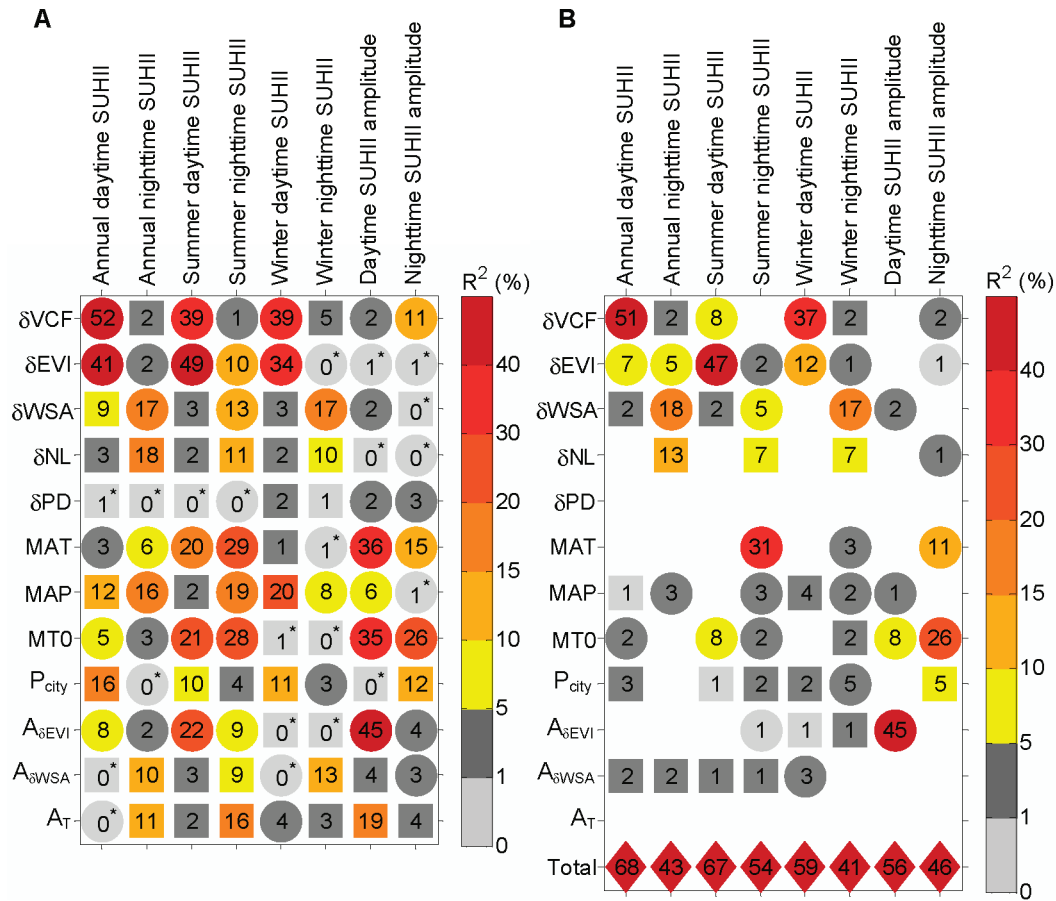 A
B
Annual daytime SUHII
Annual nighttime SUHII
Summer daytime SUHII
Summer nighttime SUHII
Winter daytime SUHII
Winter nighttime SUHII
Daytime SUHII amplitude
Nighttime SUHII amplitude
R² (%)
δVCF 52 2 39 1 39 5 2 11
δEVI 41 2 49 10 34 0* 1* 1*
δWSA 9 17 3 13 3 17 2 0*
δNL 3 18 2 11 2 10 0* 0*
δPD 1* 0* 0* 0* 2 1 2 3
MAT 3 6 20 29 1 1* 36 15
MAP 12 16 2 19 20 8 6 1*
MT0 5 3 21 28 1* 0* 35 26
Pcity 16 0* 10 4 11 3 0* 12
AδEVI 8 2 22 9 0* 0* 45 4
AδWSA 0* 10 3 9 0* 13 4 3
AT 0* 11 2 16 4 3 19 4
40
30
20
15
10
5
1
0
Annual daytime SUHII
Annual nighttime SUHII
Summer daytime SUHII
Summer nighttime SUHII
Winter daytime SUHII
Winter nighttime SUHII
Daytime SUHII amplitude
Nighttime SUHII amplitude
R² (%)
δVCF 51 2 8 37 2 2
δEVI 7 5 47 2 12 1 1
δWSA 2 18 2 5 17 2
δNL 13 7 7 1
δPD
MAT 31 3 11
MAP 1 3 3 4 2 1
MT0 2 8 2 2 8 26
Pcity 3 1 2 2 5 5
AδEVI 1 1 1 45
AδWSA 2 2 1 1 3
AT
Total 68 43 67 54 59 41 56 46
40
30
20
15
10
5
1
0